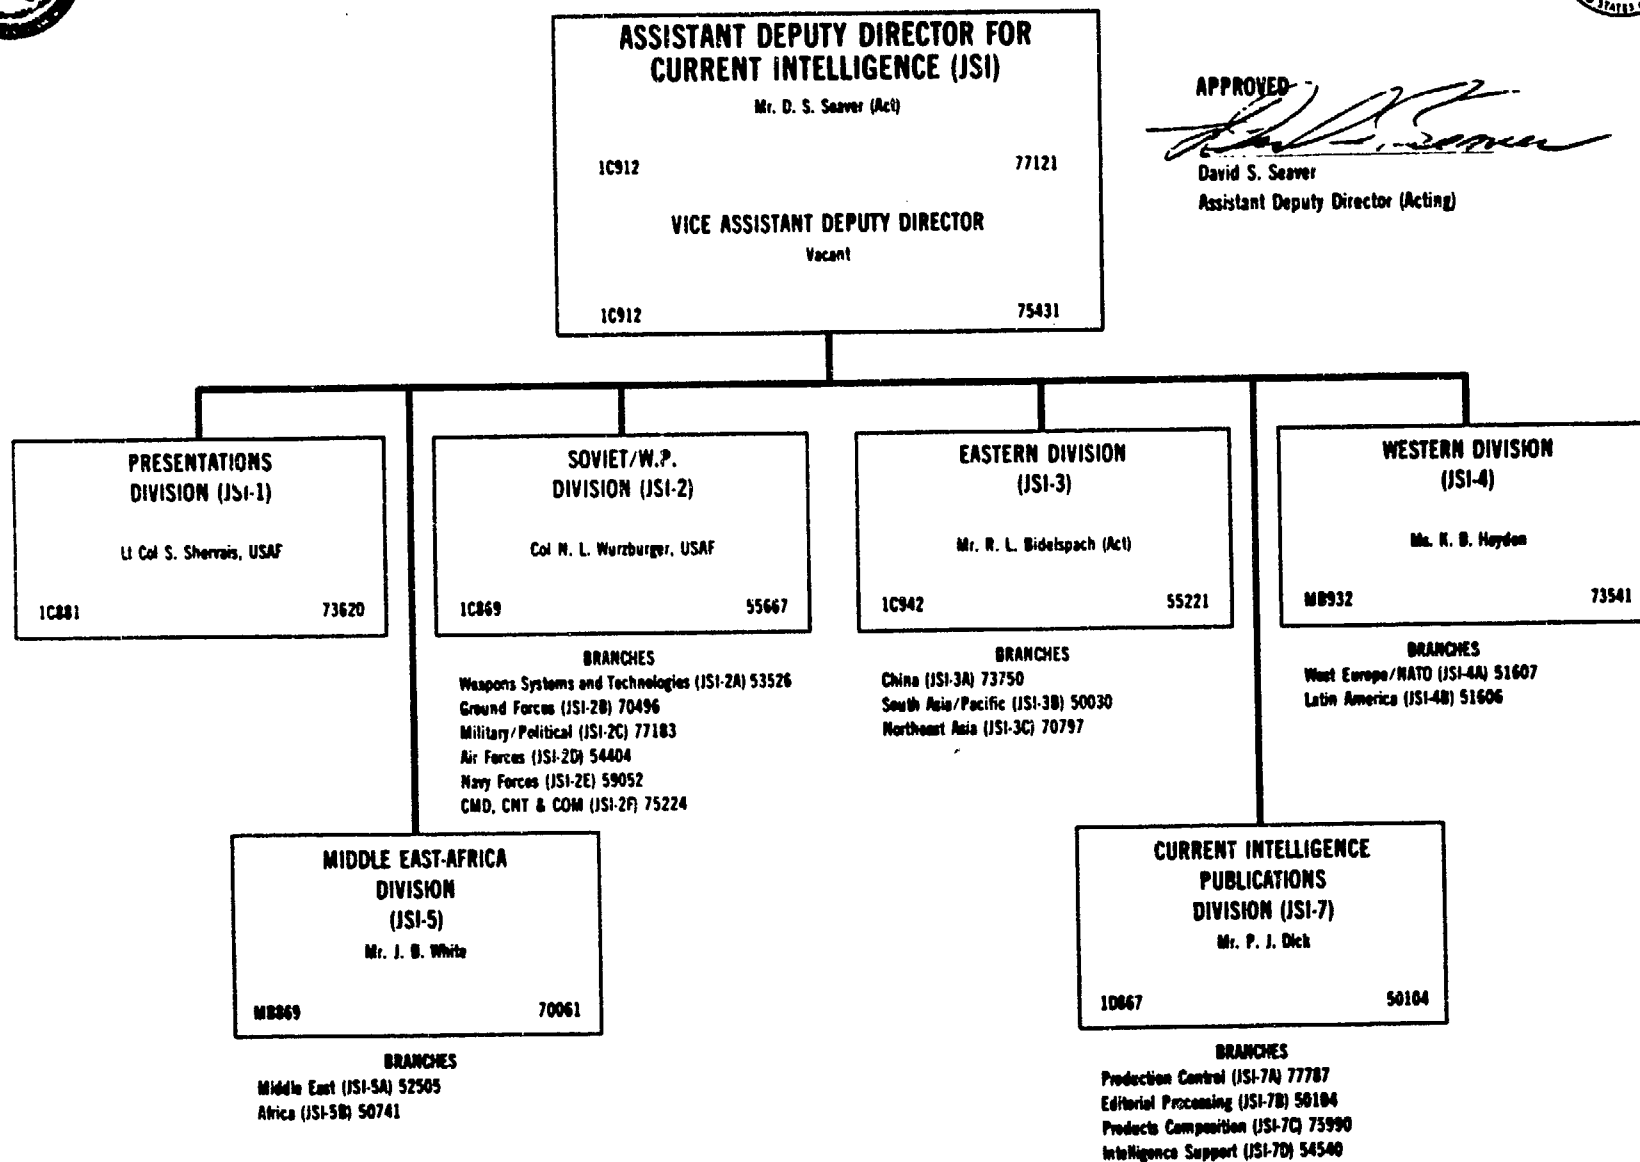 STATES
ASSISTANT DEPUTY DIRECTOR FOR
CURRENT INTELLIGENCE (JSI)
Mr. D. S. Seaver (Act)
1C912 77121
VICE ASSISTANT DEPUTY DIRECTOR
Vacant
1C912 75431
APPROVED
David S. Seaver
David S. Seaver
Assistant Deputy Director (Acting)
PRESENTATIONS
DIVISION (JSI-1)
Lt Col S. Shervais, USAF
1C881 73620
SOVIET/W.P.
DIVISION (JSI-2)
Col N. L. Wurzburger, USAF
1C869 55667
BRANCHES
Weapons Systems and Technologies (JSI-2A) 53526
Ground Forces (JSI-2B) 70496
Military/Political (JSI-2C) 77183
Air Forces (JSI-2D) 54404
Navy Forces (JSI-2E) 59052
CMD, CNT & COM (JSI-2F) 75224
EASTERN DIVISION
(JSI-3)
Mr. R. L. Bidelspach (Act)
1C942 55221
BRANCHES
China (JSI-3A) 73750
South Asia/Pacific (JSI-3B) 50030
Northeast Asia (JSI-3C) 70797
WESTERN DIVISION
(JSI-4)
Ms. K. B. Hayden
MB932 73541
BRANCHES
West Europe/NATO (JSI-4A) 51607
Latin America (JSI-4B) 51606
MIDDLE EAST-AFRICA
DIVISION
(JSI-5)
Mr. J. B. White
MB869 70061
BRANCHES
Middle East (JSI-5A) 52505
Africa (JSI-5B) 50741
CURRENT INTELLIGENCE
PUBLICATIONS
DIVISION (JSI-7)
Mr. P. J. Dick
1D867 50104
BRANCHES
Production Control (JSI-7A) 77787
Editorial Processing (JSI-7B) 50104
Products Composition (JSI-7C) 75990
Intelligence Support (JSI-7D) 54540